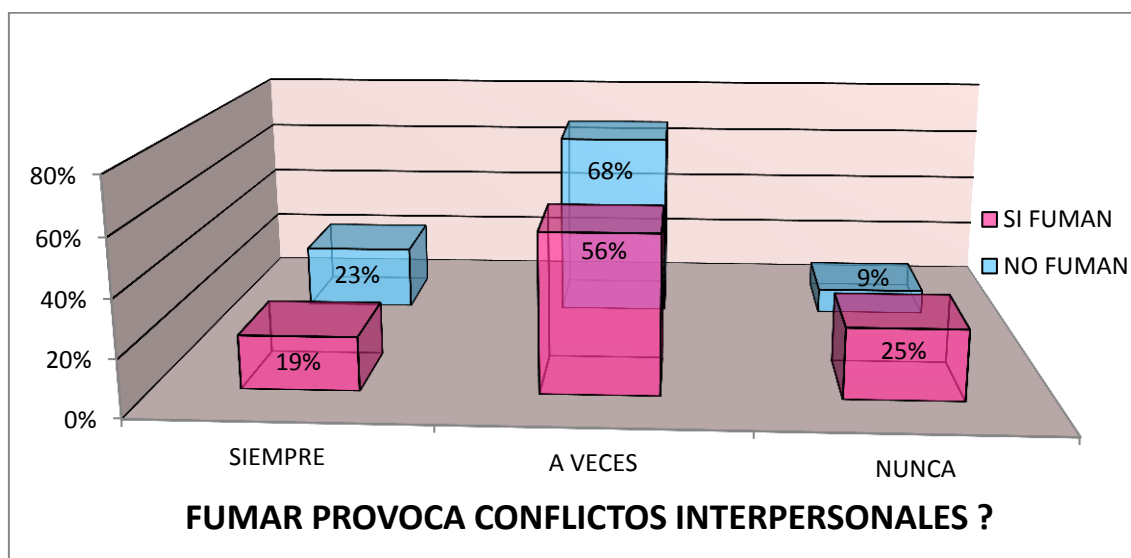 80%
60%
40%
20%
0%
68%
56%
23%
19%
9%
25%
SI FUMAN
NO FUMAN
SIEMPRE
A VECES
NUNCA
FUMAR PROVOCA CONFLICTOS INTERPERSONALES ?